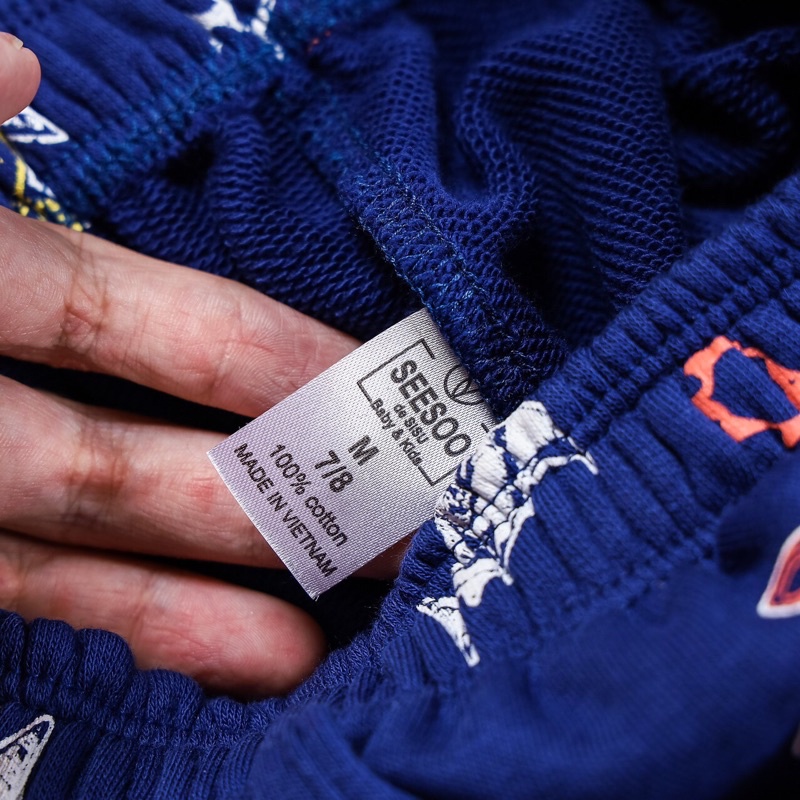 SEESOO
de SiSU
Baby & Kids
M
7/8
100% cotton
MADE IN VIETNAM